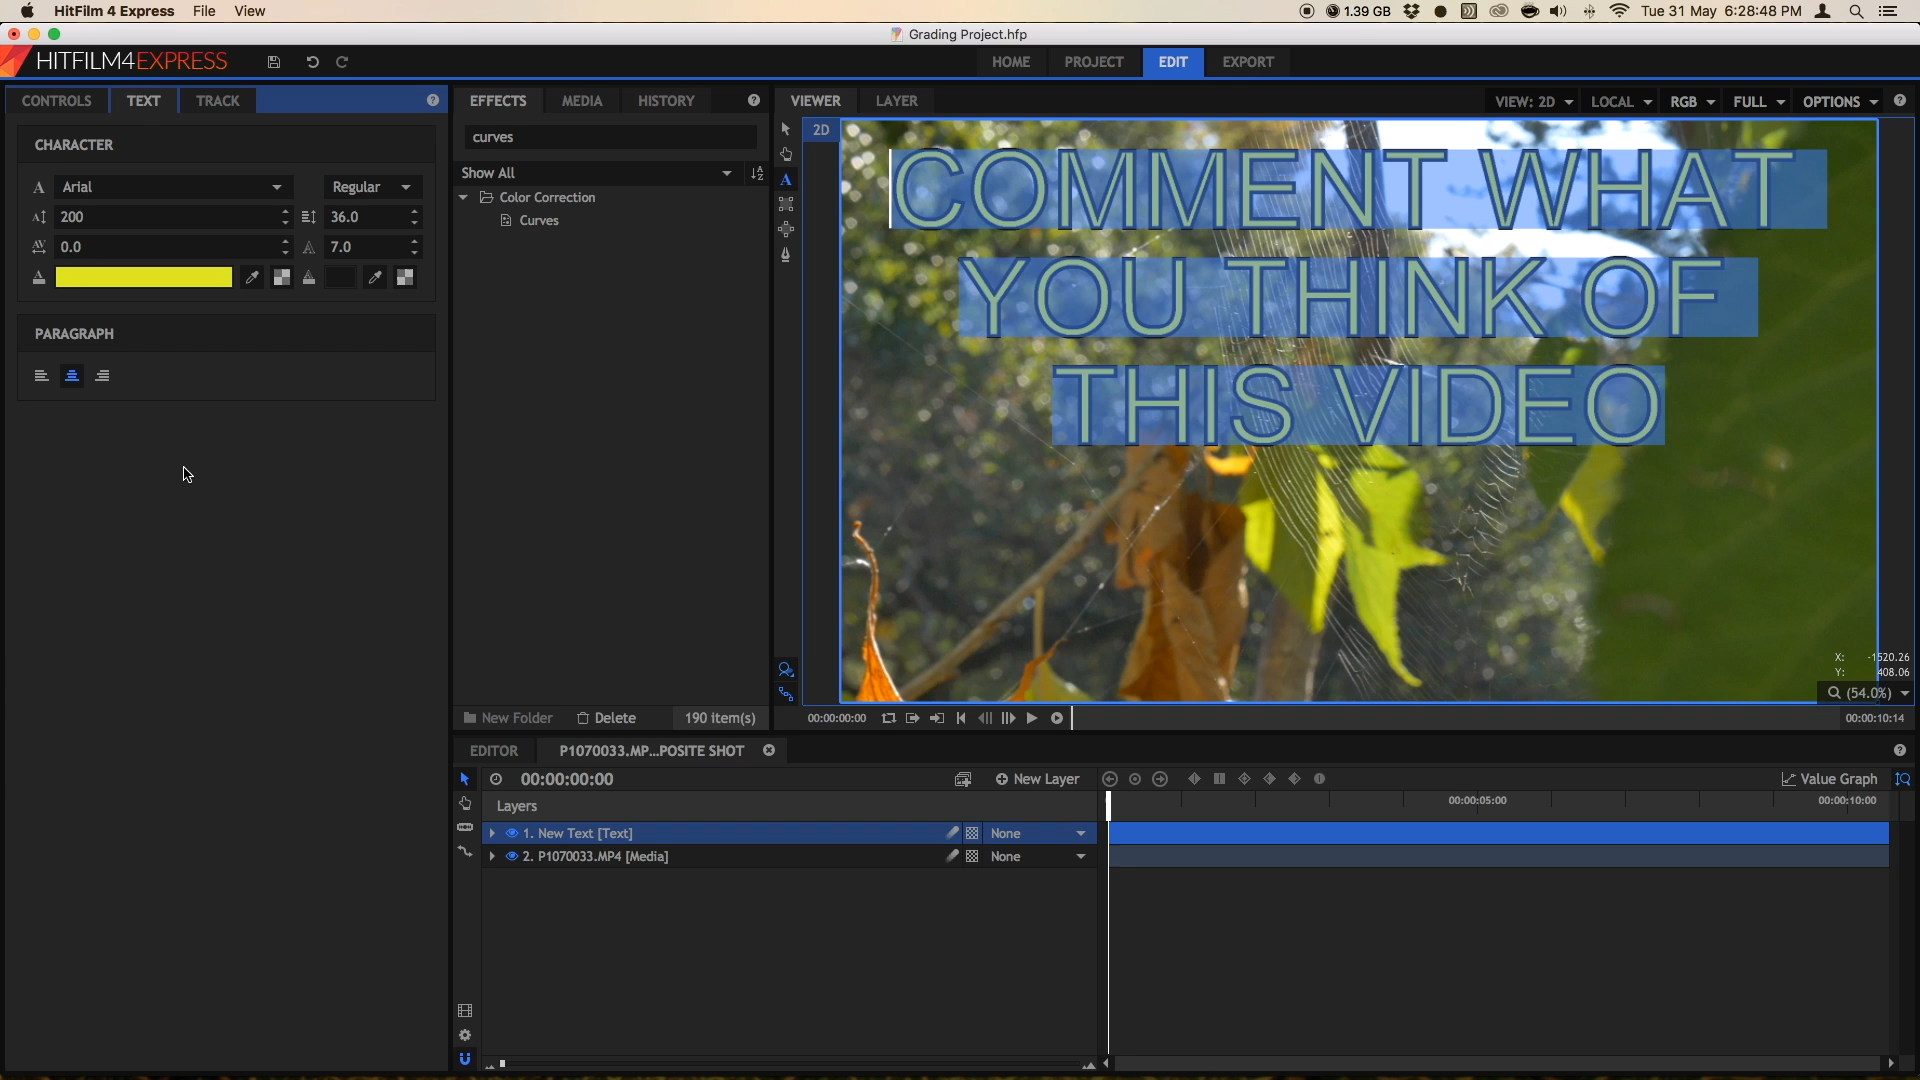 HitFilm 4 Express File View
1.39 GB Tue 31 May 6:28:48 PM
Grading Project.hfp
HITFILM4EXPRESS
HOME PROJECT EDIT EXPORT
CONTROLS TEXT TRACK
EFFECTS MEDIA HISTORY
VIEWER LAYER
VIEW: 2D LOCAL RGB FULL OPTIONS
CHARACTER
Arial Regular
200 36.0
0.0 7.0
PARAGRAPH
curves
Show All
Color Correction
Curves
New Folder Delete 190 item(s)
2D
COMMENT WHAT
YOU THINK OF
THIS VIDEO
X: -1520.26
Y: 408.06
(54.0%)
00:00:00:00 00:00:10:14
EDITOR P1070033.MP...POSITE SHOT
00:00:00:00 New Layer Value Graph
Layers 00:00:05:00 00:00:10:00
1. New Text [Text] None
2. P1070033.MP4 [Media] None